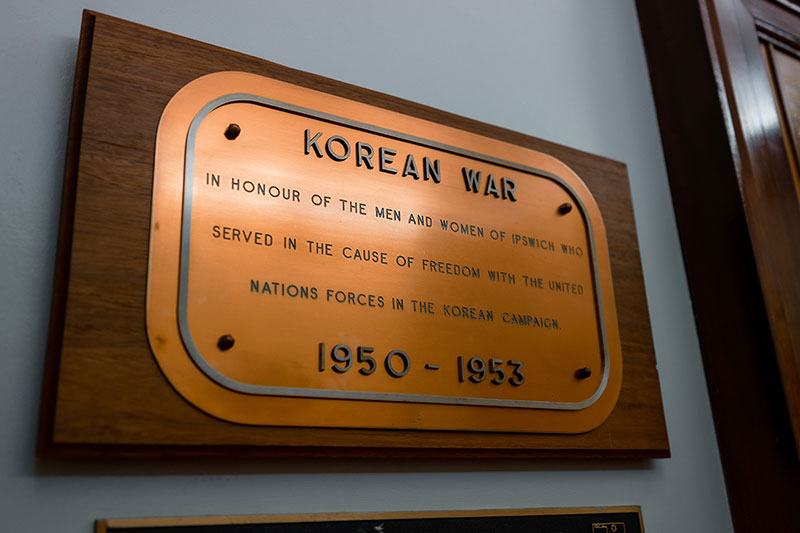 KOREAN WAR
IN HONOUR OF THE MEN AND WOMEN OF IPSWICH WHO
SERVED IN THE CAUSE OF FREEDOM WITH THE UNITED
NATIONS FORCES IN THE KOREAN CAMPAIGN.
1950 - 1953